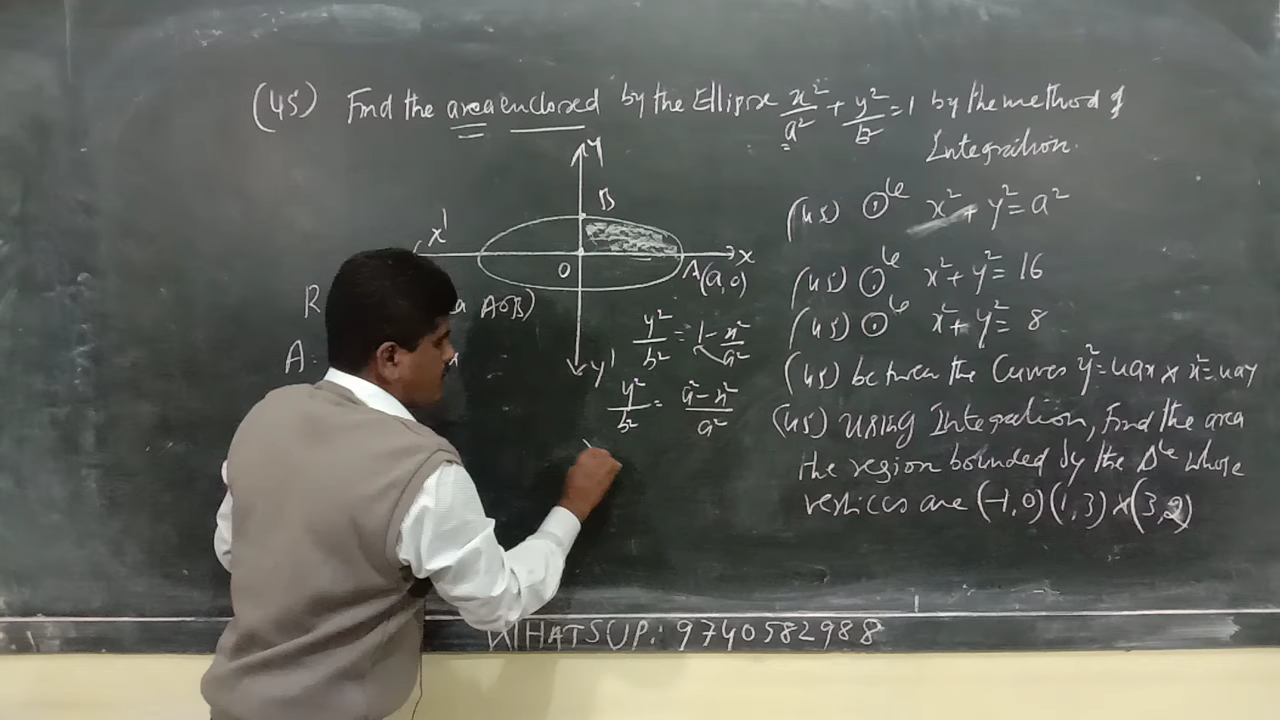 (45) Find the area enclosed by the Ellipse x²/a² + y²/b² = 1 by the method of
Integration.
Y
B
x'
x
O
A(a, 0)
R
a AOB)
A =
y'
y²/b² = 1 - x²/a²
y²/b² = a² - x²/a²
(45) ⊙le x² + y² = a²
(45) ⊙le x² + y² = 16
(45) ⊙le x² + y² = 8
(45) between the Curves y² = 4ax & x² = 4ay
(45) Using Integration, Find the area
the region bounded by the Δle whose
vertices are (-1, 0) (1, 3) & (3, 2)
WHATSUP: 9740582988